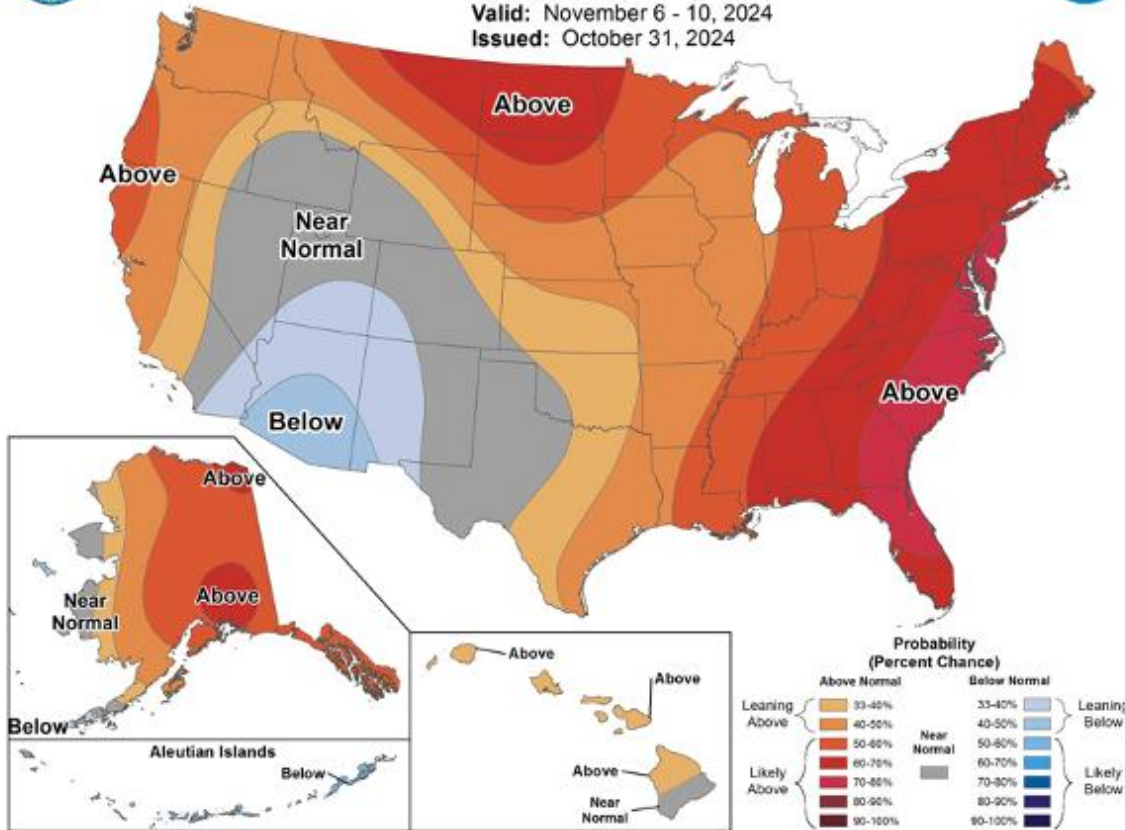 Valid: November 6 - 10, 2024
Issued: October 31, 2024
Above
Above
Near
Normal
Above
Below
Above
Near
Normal
Above
Below
Aleutian Islands
Below
Above
Above
Above
Near
Normal
Probability
(Percent Chance)
Above Normal
Below Normal
Leaning
Above
33-40%
40-50%
Likely
Above
50-60%
60-70%
70-80%
80-90%
90-100%
Near
Normal
33-40%
40-50%
Leaning
Below
50-60%
60-70%
70-80%
80-90%
90-100%
Likely
Below